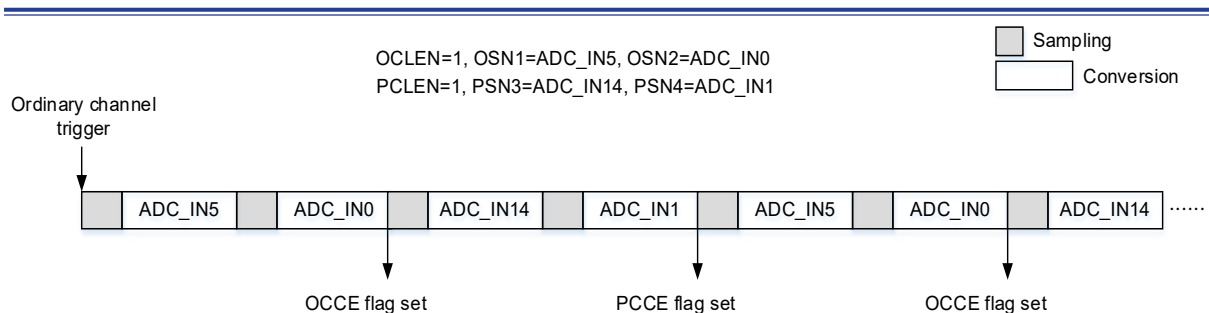 OCLEN=1, OSN1=ADC_IN5, OSN2=ADC_IN0
PCLEN=1, PSN3=ADC_IN14, PSN4=ADC_IN1
Sampling
Conversion
Ordinary channel
trigger
ADC_IN5 ADC_IN0 ADC_IN14 ADC_IN1 ADC_IN5 ADC_IN0 ADC_IN14 ······
OCCE flag set PCCE flag set OCCE flag set